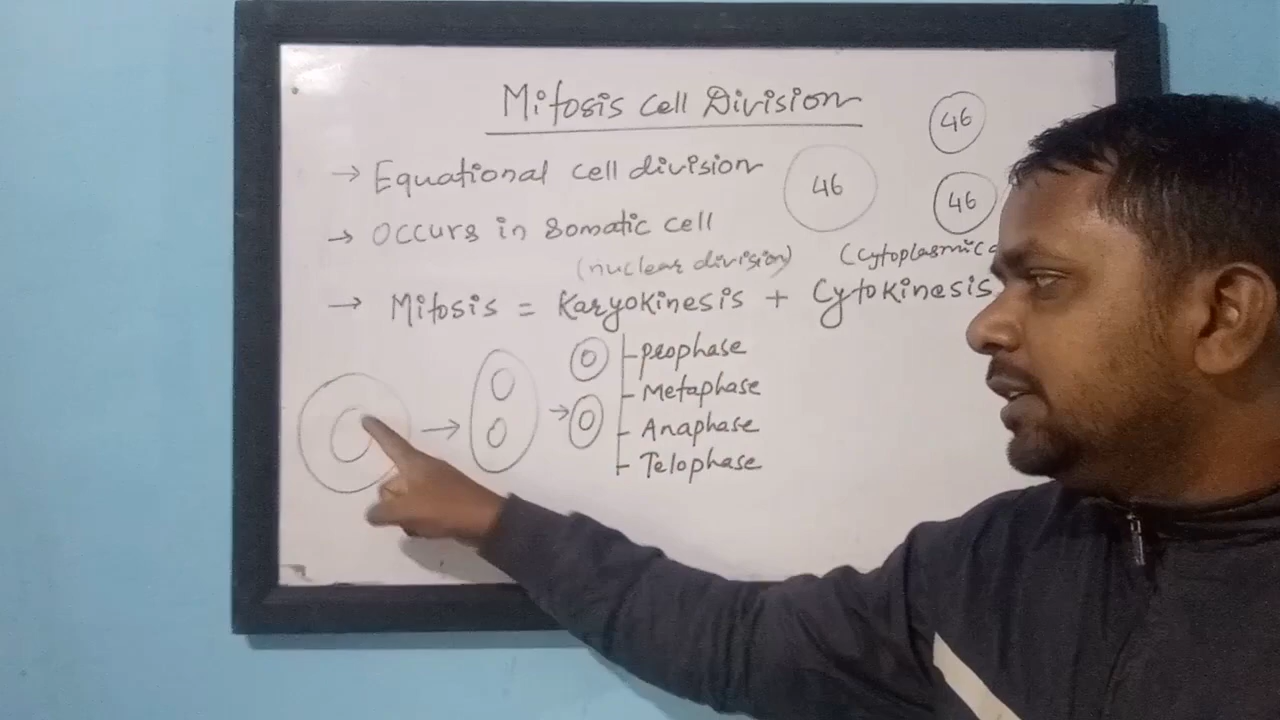 Mitosis Cell Division
→ Equational cell division
46
46
46
→ Occurs in Somatic cell
(nuclear division)
(cytoplasmic
→ Mitosis = Karyokinesis + Cytokinesis
Prophase
Metaphase
Anaphase
Telophase